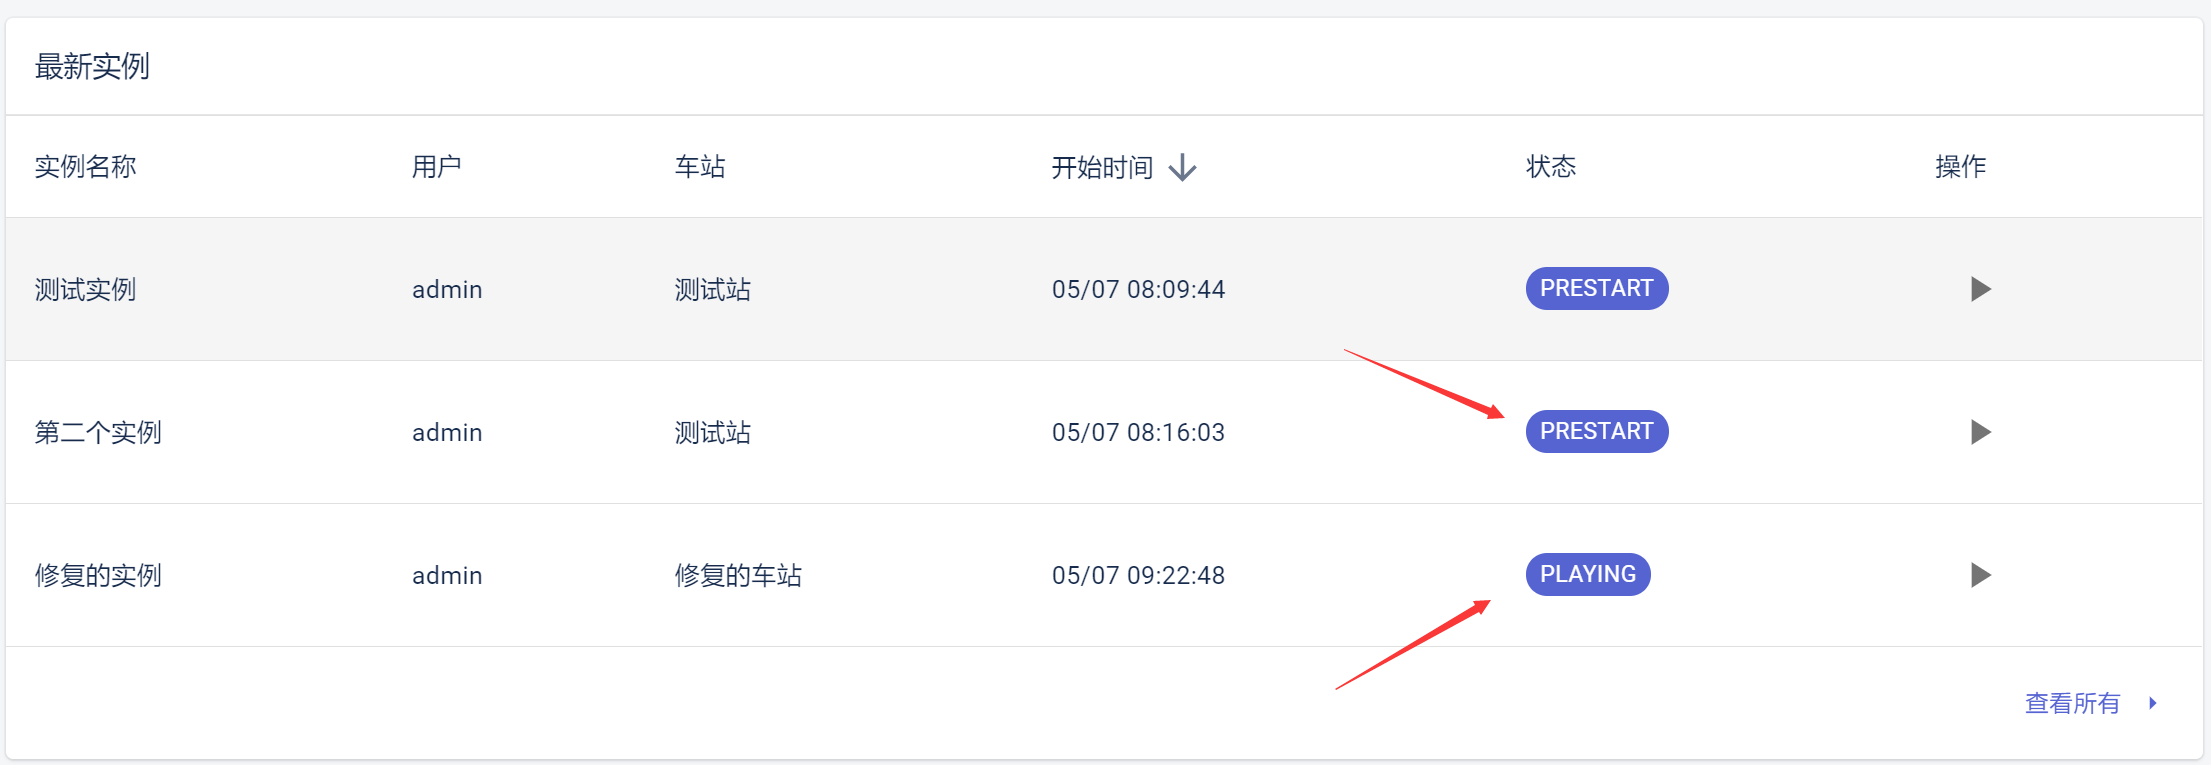 最新实例
实例名称 用户 车站 开始时间 状态 操作
测试实例 admin 测试站 05/07 08:09:44 PRESTART
第二个实例 admin 测试站 05/07 08:16:03 PRESTART
修复的实例 admin 修复的车站 05/07 09:22:48 PLAYING
查看所有